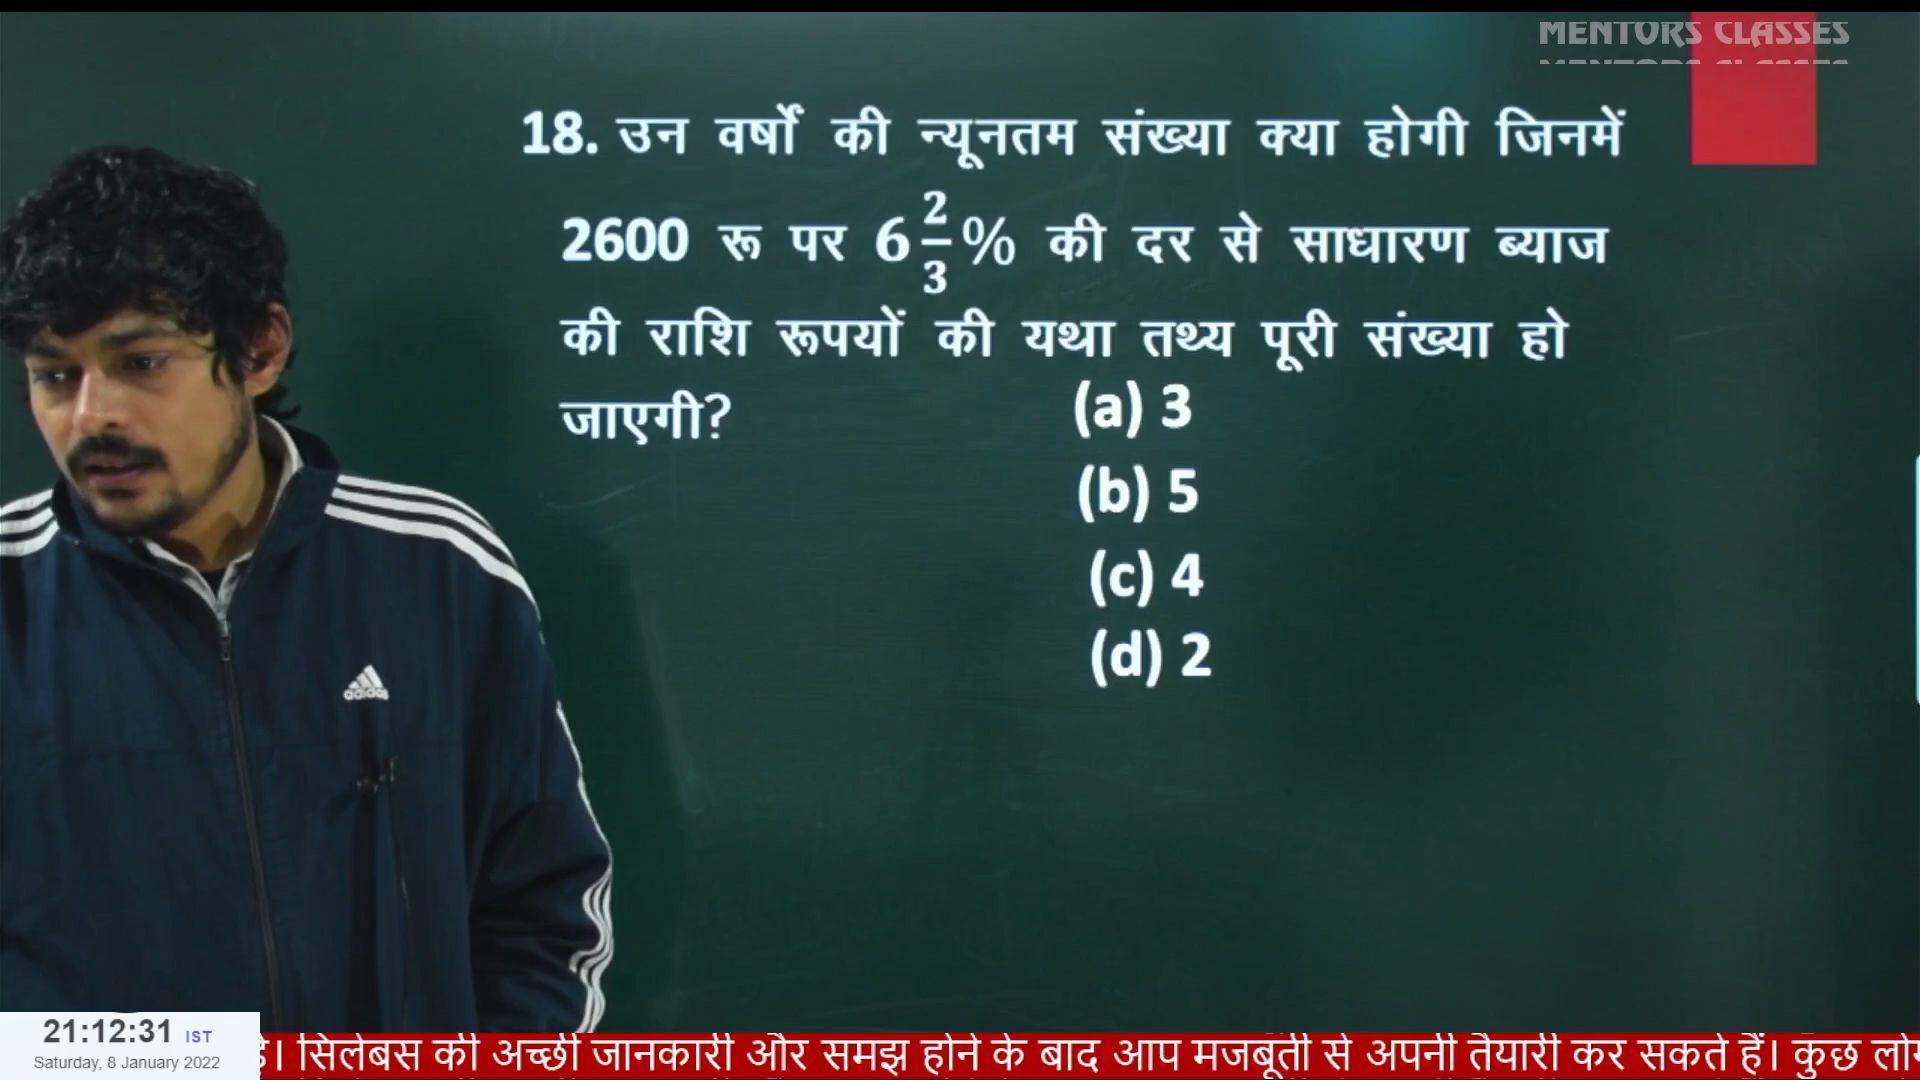 MENTORS CLASSES
18. उन वर्षों की न्यूनतम संख्या क्या होगी जिनमें
2600 रू पर 6 2/3 % की दर से साधारण ब्याज
की राशि रूपयों की यथा तथ्य पूरी संख्या हो
जाएगी?
(a) 3
(b) 5
(c) 4
(d) 2
adidas
21:12:31 IST
Saturday, 8 January 2022
है। सिलेबस की अच्छी जानकारी और समझ होने के बाद आप मजबूती से अपनी तैयारी कर सकते हैं। कुछ